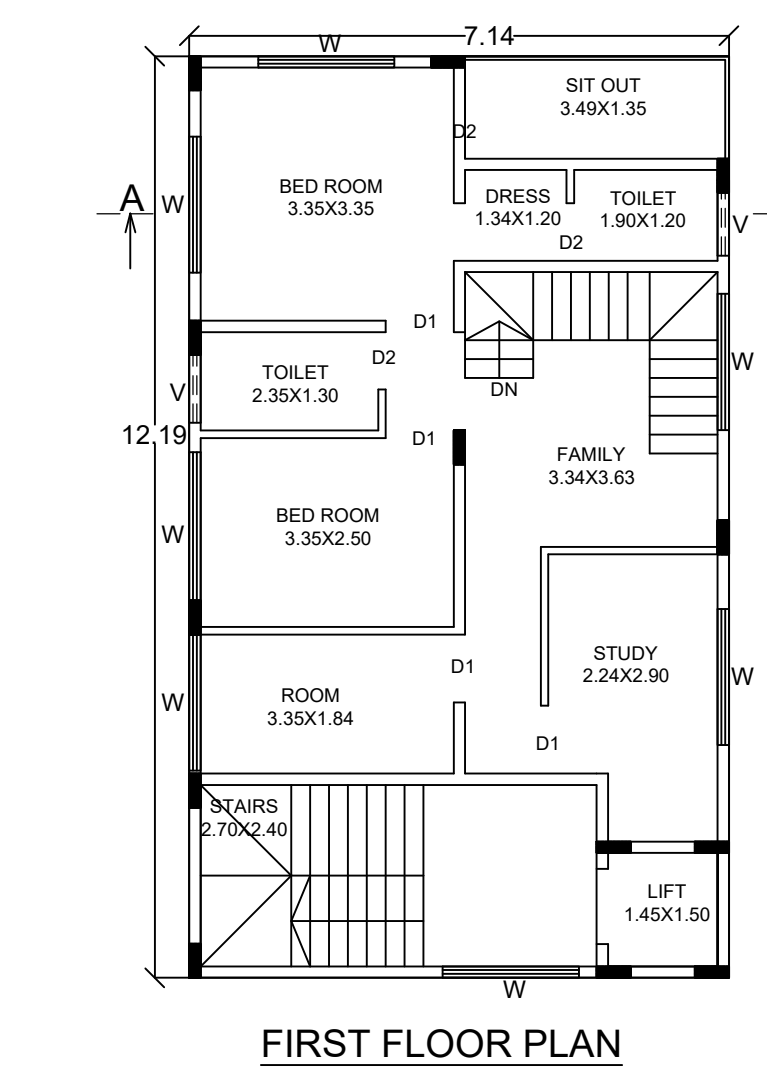 7.14
W
SIT OUT
3.49X1.35
D2
BED ROOM
3.35X3.35
A
W
DRESS
1.34X1.20
TOILET
1.90X1.20
V
D2
D1
D2
TOILET
2.35X1.30
V
DN
W
12.19
D1
FAMILY
3.34X3.63
BED ROOM
3.35X2.50
W
STUDY
2.24X2.90
W
D1
ROOM
3.35X1.84
W
D1
STAIRS
2.70X2.40
LIFT
1.45X1.50
W
FIRST FLOOR PLAN